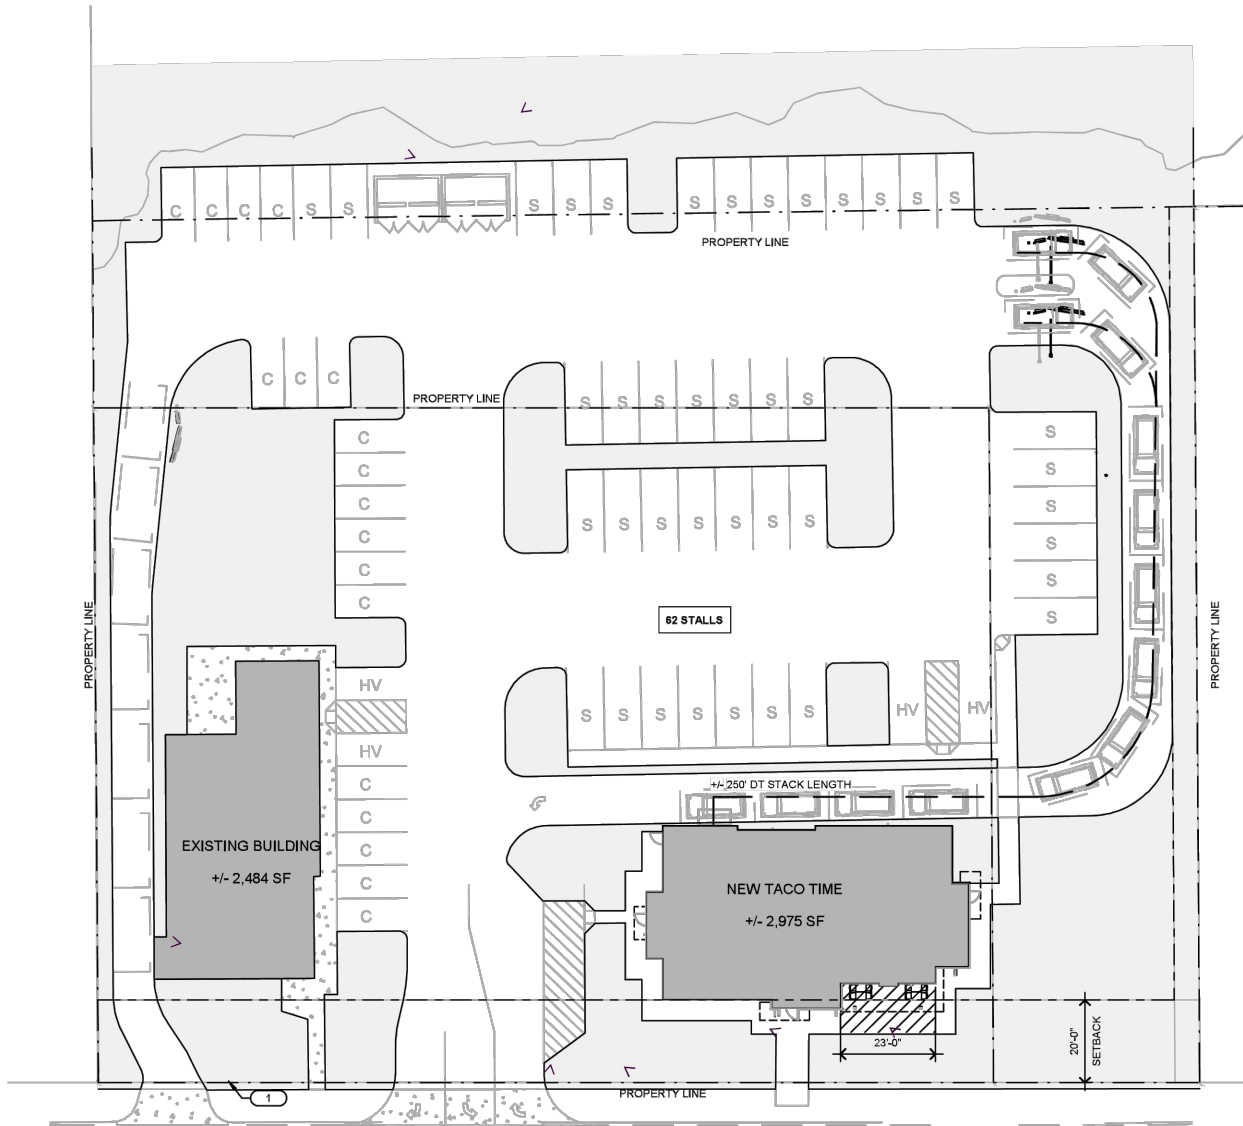 C C C C S S S S S S S S S S S S S
PROPERTY LINE
C C C
PROPERTY LINE
S S S S S S S
C
S
C
S
C
S
S S S S S S S
C
S
C
S
C
S
62 STALLS
PROPERTY LINE
PROPERTY LINE
HV
S S S S S S S
HV HV
HV
C
+/- 250' DT STACK LENGTH
C
EXISTING BUILDING
+/- 2,484 SF
C
C
C
NEW TACO TIME
+/- 2,975 SF
23'-0"
20'-0"
SETBACK
1
PROPERTY LINE